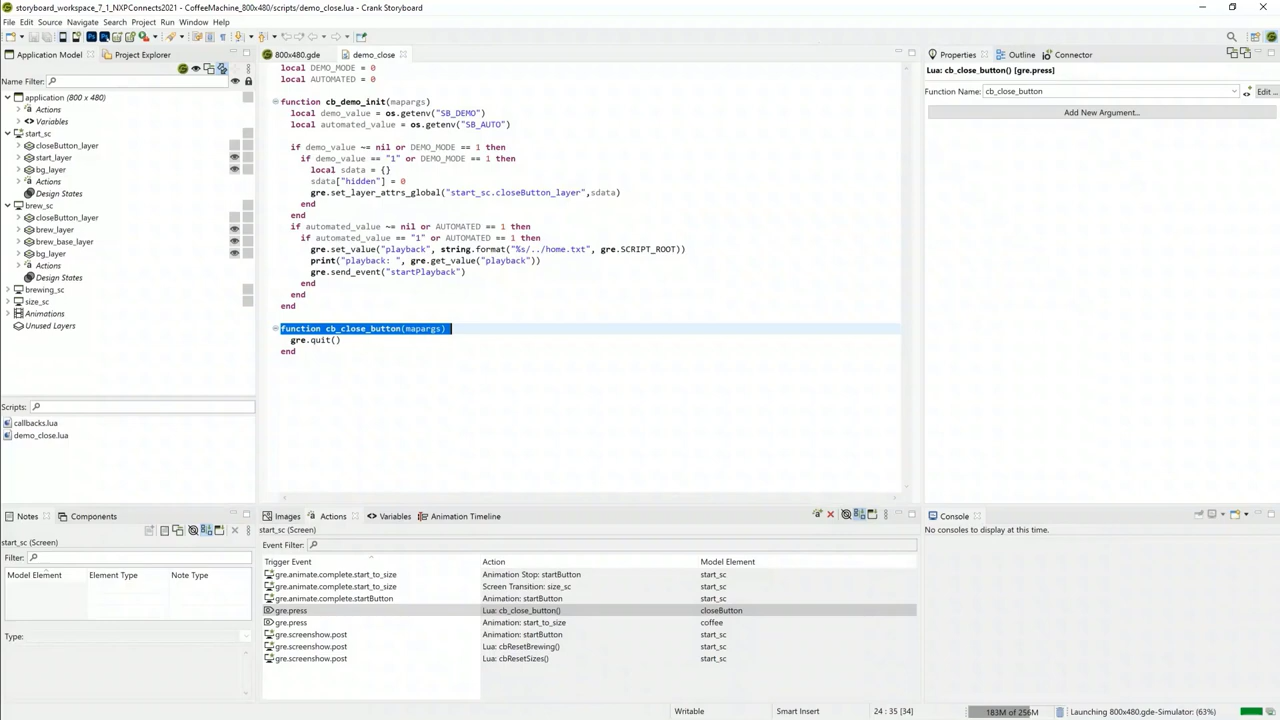 storyboard_workspace_7_1_NXPConnects2021 - CoffeeMachine_800x480/scripts/demo_close.lua - Crank Storyboard
File Edit Source Navigate Search Project Run Window Help
Application Model
Project Explorer
Name Filter:
application (800 x 480)
Actions
Variables
start_sc
closeButton_layer
start_layer
bg_layer
Actions
Design States
brew_sc
closeButton_layer
brew_layer
brew_base_layer
bg_layer
Actions
Design States
brewing_sc
size_sc
Animations
Unused Layers
Scripts:
callbacks.lua
demo_close.lua
800x480.gde
demo_close
local DEMO_MODE = 0
local AUTOMATED = 0
function cb_demo_init(mapargs)
local demo_value = os.getenv("SB_DEMO")
local automated_value = os.getenv("SB_AUTO")
if demo_value ~= nil or DEMO_MODE == 1 then
if demo_value == "1" or DEMO_MODE == 1 then
local sdata = {}
sdata["hidden"] = 0
gre.set_layer_attrs_global("start_sc.closeButton_layer",sdata)
end
end
if automated_value ~= nil or AUTOMATED == 1 then
if automated_value == "1" or AUTOMATED == 1 then
gre.set_value("playback", string.format("%s/../home.txt", gre.SCRIPT_ROOT))
print("playback: ", gre.get_value("playback"))
gre.send_event("startPlayback")
end
end
end
function cb_close_button(mapargs)
gre.quit()
end
Properties
Outline
Connector
Lua: cb_close_button() [gre.press]
Function Name: cb_close_button
Edit ...
Add New Argument...
Notes
Components
start_sc (Screen)
Filter:
Model Element Element Type Note Type
Type:
Images
Actions
Variables
Animation Timeline
start_sc (Screen)
Event Filter:
Trigger Event Action Model Element
gre.animate.complete.start_to_size Animation Stop: startButton start_sc
gre.animate.complete.start_to_size Screen Transition: size_sc start_sc
gre.animate.complete.startButton Animation: startButton start_sc
gre.press Lua: cb_close_button() closeButton
gre.press Animation: start_to_size coffee
gre.screenshow.post Animation: startButton start_sc
gre.screenshow.post Lua: cbResetBrewing() start_sc
gre.screenshow.post Lua: cbResetSizes() start_sc
Console
No consoles to display at this time.
Writable
Smart Insert
24 : 35 [34]
183M of 256M
Launching 800x480.gde-Simulator: (63%)